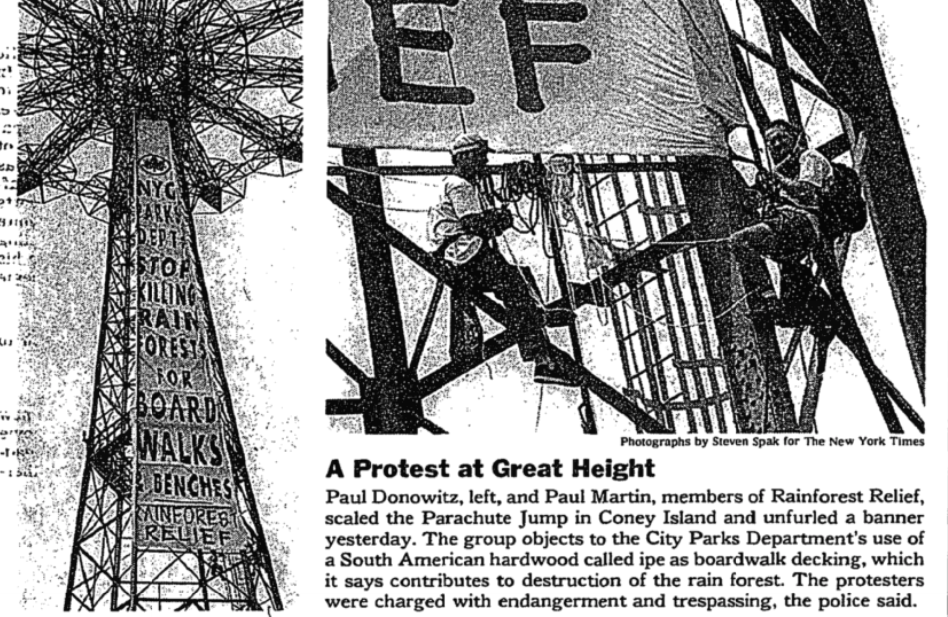 NYC
PARKS
DEPT:
STOP
KILLING
RAIN
FORESTS
FOR
BOARD
WALKS
& BENCHES
RAINFOREST
RELIEF
EF
Photographs by Steven Spak for The New York Times
A Protest at Great Height
Paul Donowitz, left, and Paul Martin, members of Rainforest Relief,
scaled the Parachute Jump in Coney Island and unfurled a banner
yesterday. The group objects to the City Parks Department's use of
a South American hardwood called ipe as boardwalk decking, which
it says contributes to destruction of the rain forest. The protesters
were charged with endangerment and trespassing, the police said.